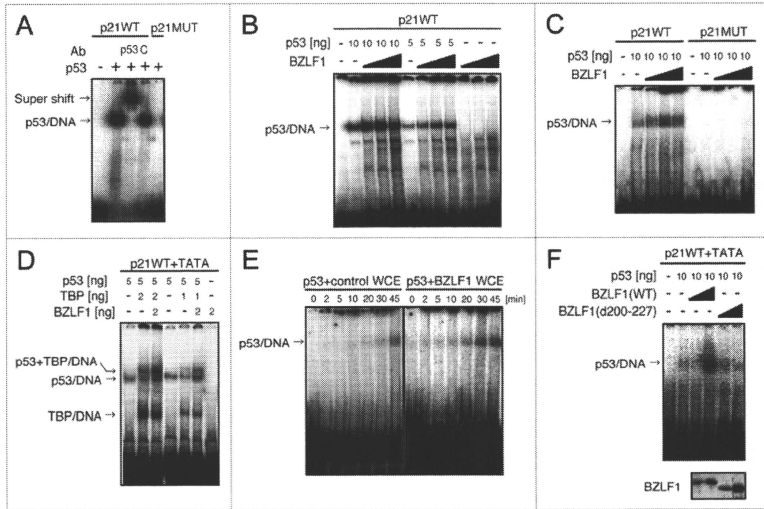 A
p21WT p21MUT
Ab p53 C
p53 - + + + +
Super shift →
p53/DNA →
B
p21WT
p53 [ng] - 10 10 10 10 5 5 5 5 - - -
BZLF1 - - - -
p53/DNA →
C
p21WT p21MUT
p53 [ng] - 10 10 10 10 - 10 10 10 10
BZLF1 - - - -
p53/DNA →
D
p21WT+TATA
p53 [ng] 5 5 5 5 5 5 -
TBP [ng] - 2 2 - 1 1 -
BZLF1 [ng] - - 2 - - 2 2
p53+TBP/DNA
p53/DNA →
TBP/DNA →
E
p53+control WCE p53+BZLF1 WCE
0 2 5 10 20 30 45 0 2 5 10 20 30 45 [min]
p53/DNA →
F
p21WT+TATA
p53 [ng] - 10 10 10 10 10
BZLF1(WT) - -
BZLF1(d200-227)
p53/DNA →
BZLF1